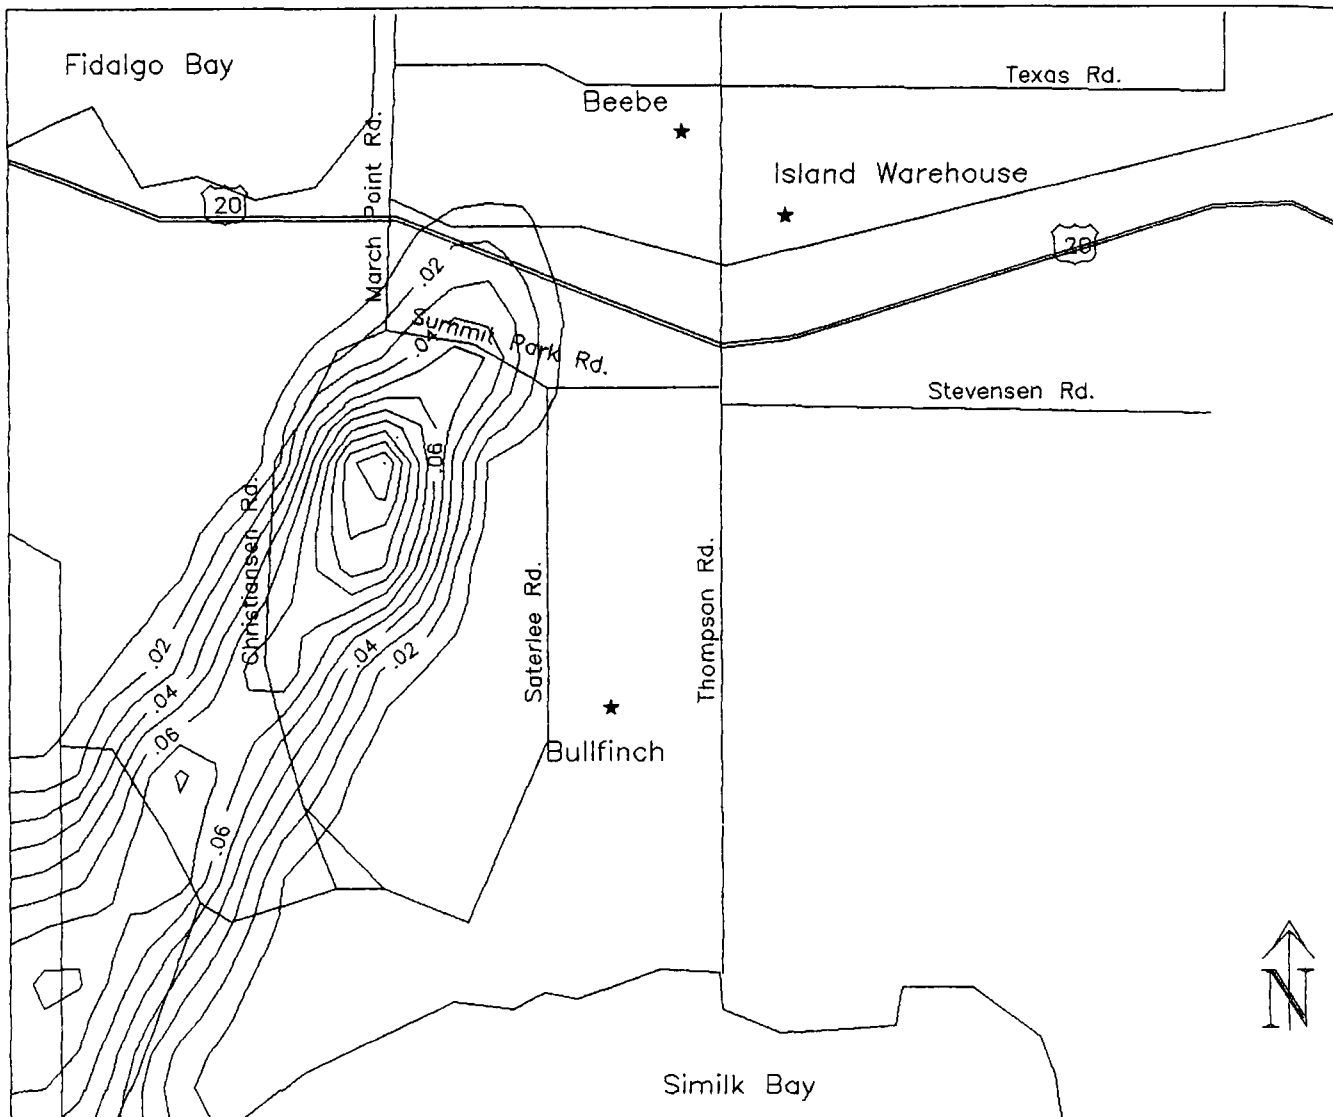 Fidalgo Bay
Texas Rd.
Beebe
March Point Rd.
Island Warehouse
20
20
.02
Summit Park Rd.
.04
Stevensen Rd.
.06
Christiansen Rd.
Saterlee Rd.
Thompson Rd.
.02
.04
.02
.04
.06
Bullfinch
.06
N
Similk Bay